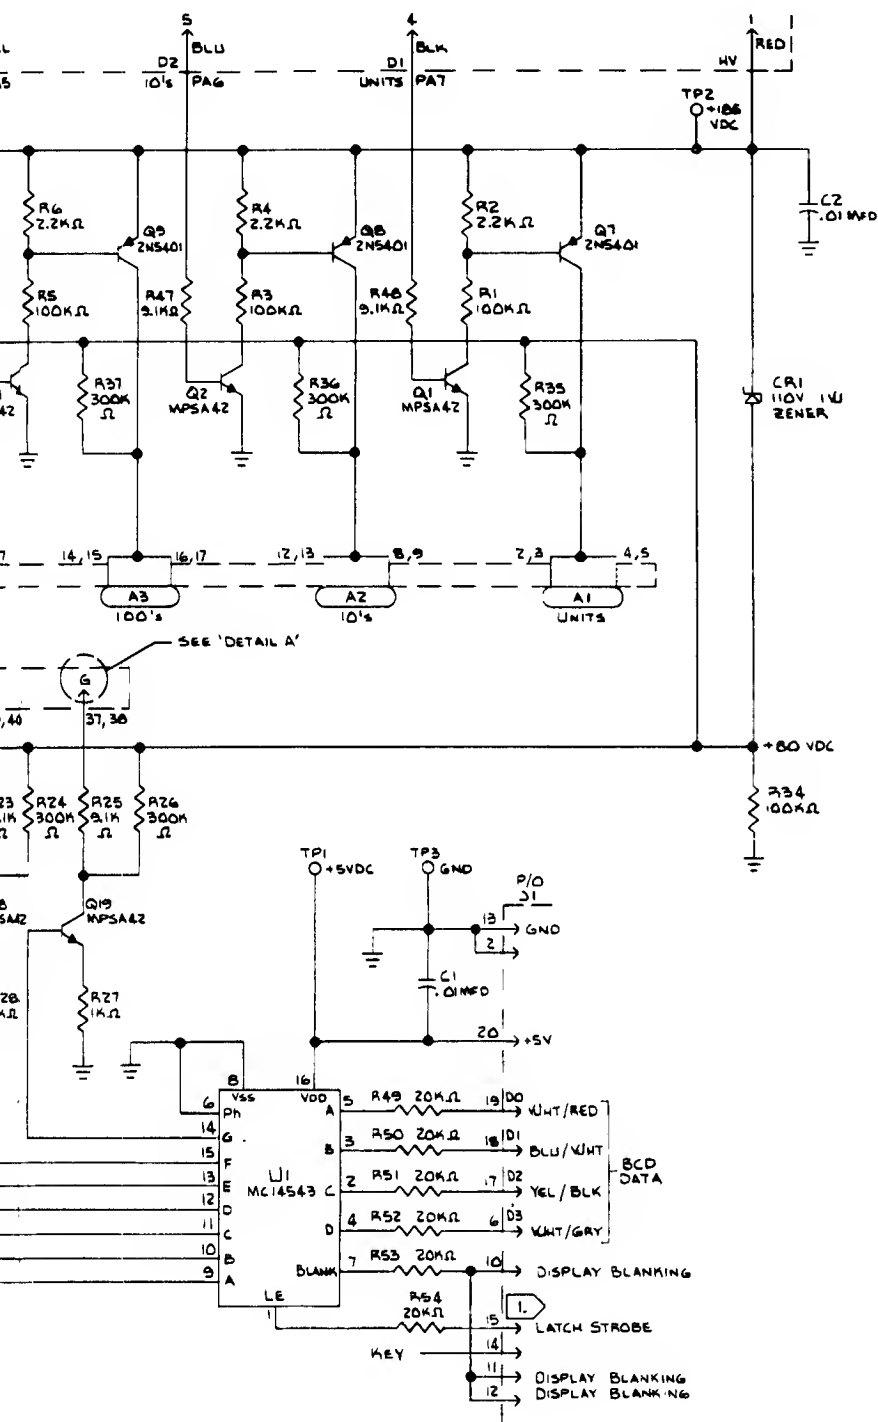 5
4
1
BLU
BLK
RED
D2
D1
HV
10's
PA6
UNITS
PA7
TP2
+186
VDC
C2
.01MFD
R6
2.2KΩ
Q9
2N5401
R4
2.2KΩ
Q8
2N5401
R2
2.2KΩ
Q7
2N5401
R5
100KΩ
R47
9.1KΩ
R3
100KΩ
R48
9.1KΩ
R1
100KΩ
R37
300K
Ω
Q2
MPSA42
R36
300K
Ω
Q1
MPSA42
R35
300K
Ω
CR1
110V 1W
ZENER
14,15
16,17
12,13
8,9
2,3
4,5
A3
100's
A2
10's
A1
UNITS
SEE 'DETAIL A'
G
37,38
+80 VDC
R24
300K
Ω
R25
9.1K
Ω
R26
300K
Ω
R34
100KΩ
Q19
MPSA42
R27
1KΩ
TP1
+5VDC
TP3
GND
P/O
J1
13
GND
2
C1
.01MFD
20
+5V
8
VSS
16
VDD
6
Ph
14
G
15
F
13
E
12
D
11
C
10
B
9
A
U1
MC14543
A 5 R49 20KΩ 19 D0 WHT/RED
B 3 R50 20KΩ 18 D1 BLU/WHT
C 2 R51 20KΩ 17 D2 YEL/BLK
D 4 R52 20KΩ 6 D3 WHT/GRY
BCD
DATA
BLANK 7 R53 20KΩ 10 DISPLAY BLANKING
LE
1
R54
20KΩ
1.
15 LATCH STROBE
KEY 14
11 DISPLAY BLANKING
12 DISPLAY BLANKING